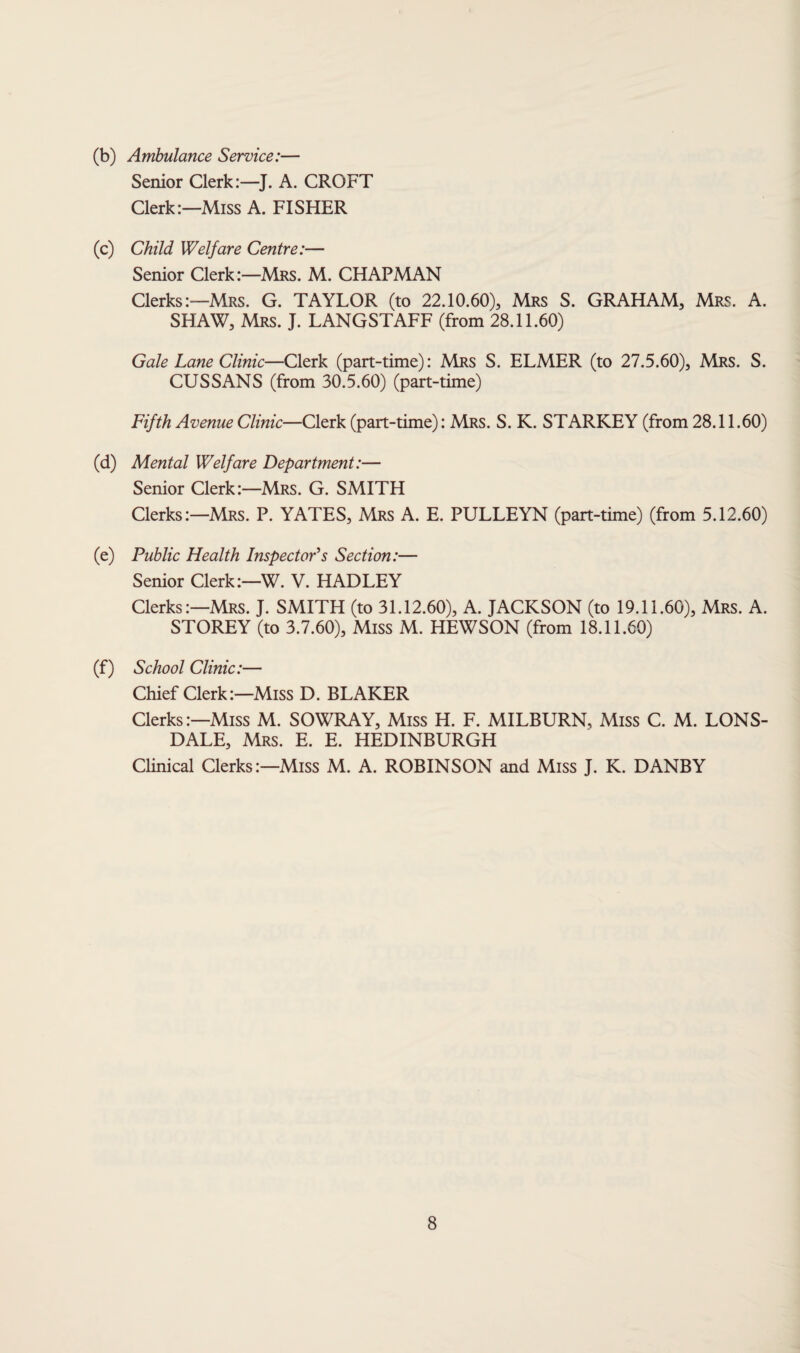 (b) Ambulance Service:—
Senior Clerk:—J. A. CROFT
Clerk:—Miss A. FISHER
(c) Child Welfare Centre:—
Senior Clerk:—Mrs. M. CHAPMAN
Clerks:—Mrs. G. TAYLOR (to 22.10.60), Mrs S. GRAHAM, Mrs. A.
SHAW, Mrs. J. LANGSTAFF (from 28.11.60)
Gale Lane Clinic—Clerk (part-time): Mrs S. ELMER (to 27.5.60), Mrs. S.
CUSSANS (from 30.5.60) (part-time)
Fifth Avenue Clinic—Clerk (part-time): Mrs. S. K. STARKEY (from 28.11.60)
(d) Mental Welfare Department:—
Senior Clerk:—Mrs. G. SMITH
Clerks:—Mrs. P. YATES, Mrs A. E. PULLEYN (part-time) (from 5.12.60)
(e) Public Health Inspector's Section:—
Senior Clerk:—W. V. HADLEY
Clerks:—Mrs. J. SMITH (to 31.12.60), A. JACKSON (to 19.11.60), Mrs. A.
STOREY (to 3.7.60), Miss M. HEWSON (from 18.11.60)
(f) School Clinic:—
Chief Clerk:—Miss D. BLAKER
Clerks:—Miss M. SOWRAY, Miss H. F. MILBURN, Miss C. M. LONS-
DALE, Mrs. E. E. HEDINBURGH
Clinical Clerks:—Miss M. A. ROBINSON and Miss J. K. DANBY
8